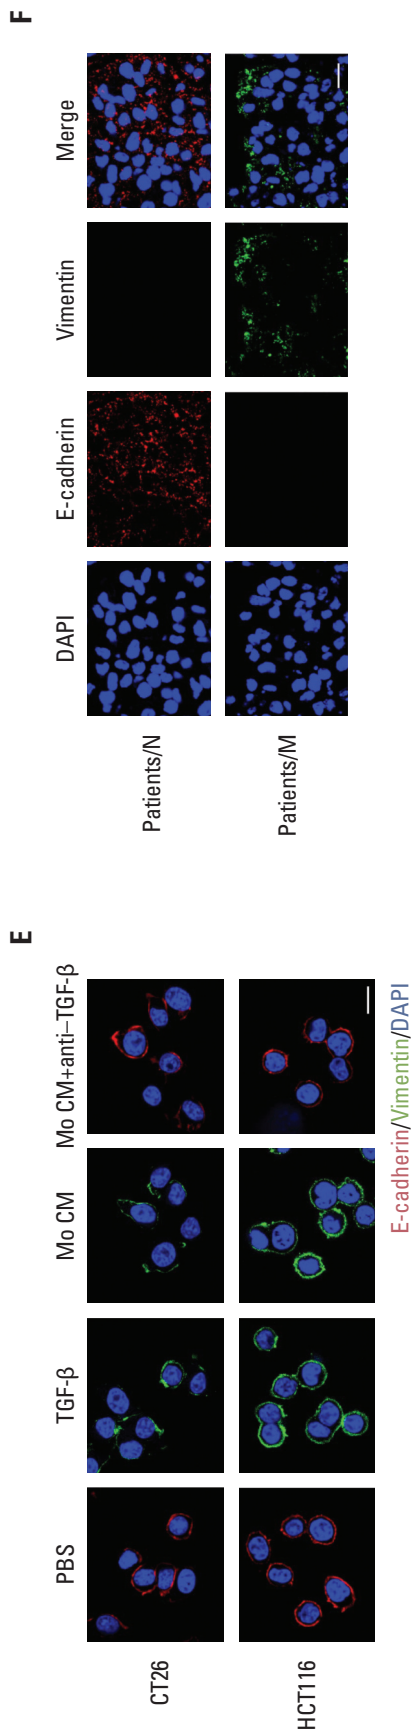 E
PBS
TGF-β
Mo CM
Mo CM+anti–TGF-β
CT26
HCT116
E-cadherin/Vimentin/DAPI
F
DAPI
E-cadherin
Vimentin
Merge
Patients/N
Patients/M